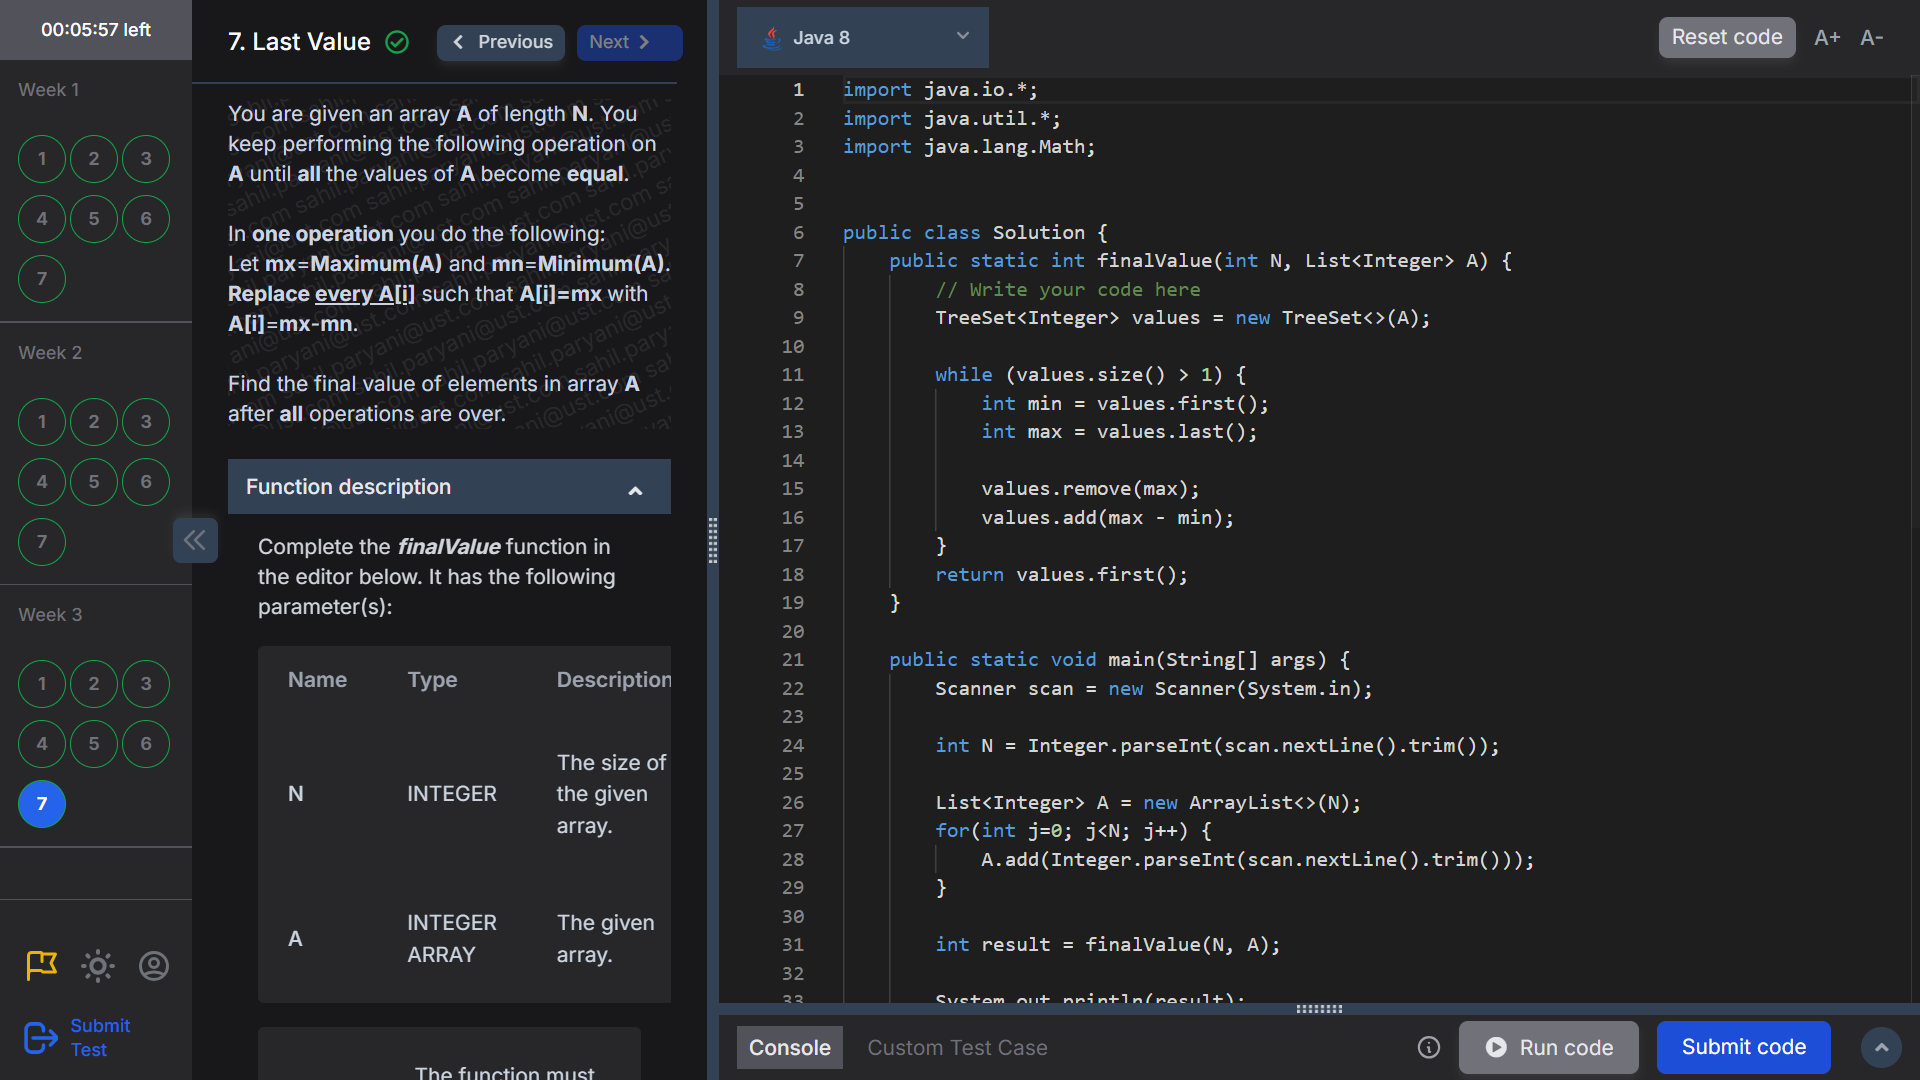 00:05:57 left
Week 1
1 2 3
4 5 6
7
Week 2
1 2 3
4 5 6
7
Week 3
1 2 3
4 5 6
7
Submit
Test
7. Last Value
Previous
Next
You are given an array A of length N. You
keep performing the following operation on
A until all the values of A become equal.
In one operation you do the following:
Let mx=Maximum(A) and mn=Minimum(A).
Replace every A[i] such that A[i]=mx with
A[i]=mx-mn.
Find the final value of elements in array A
after all operations are over.
Function description
Complete the finalValue function in
the editor below. It has the following
parameter(s):
Name Type Description
N INTEGER The size of
the given
array.
A INTEGER
ARRAY The given
array.
The function must
Java 8
Reset code
A+ A-
1 import java.io.*;
2 import java.util.*;
3 import java.lang.Math;
4
5
6 public class Solution {
7 public static int finalValue(int N, List<Integer> A) {
8 // Write your code here
9 TreeSet<Integer> values = new TreeSet<>(A);
10
11 while (values.size() > 1) {
12 int min = values.first();
13 int max = values.last();
14
15 values.remove(max);
16 values.add(max - min);
17 }
18 return values.first();
19 }
20
21 public static void main(String[] args) {
22 Scanner scan = new Scanner(System.in);
23
24 int N = Integer.parseInt(scan.nextLine().trim());
25
26 List<Integer> A = new ArrayList<>(N);
27 for(int j=0; j<N; j++) {
28 A.add(Integer.parseInt(scan.nextLine().trim()));
29 }
30
31 int result = finalValue(N, A);
32
33 System.out.println(result);
Console
Custom Test Case
Run code
Submit code